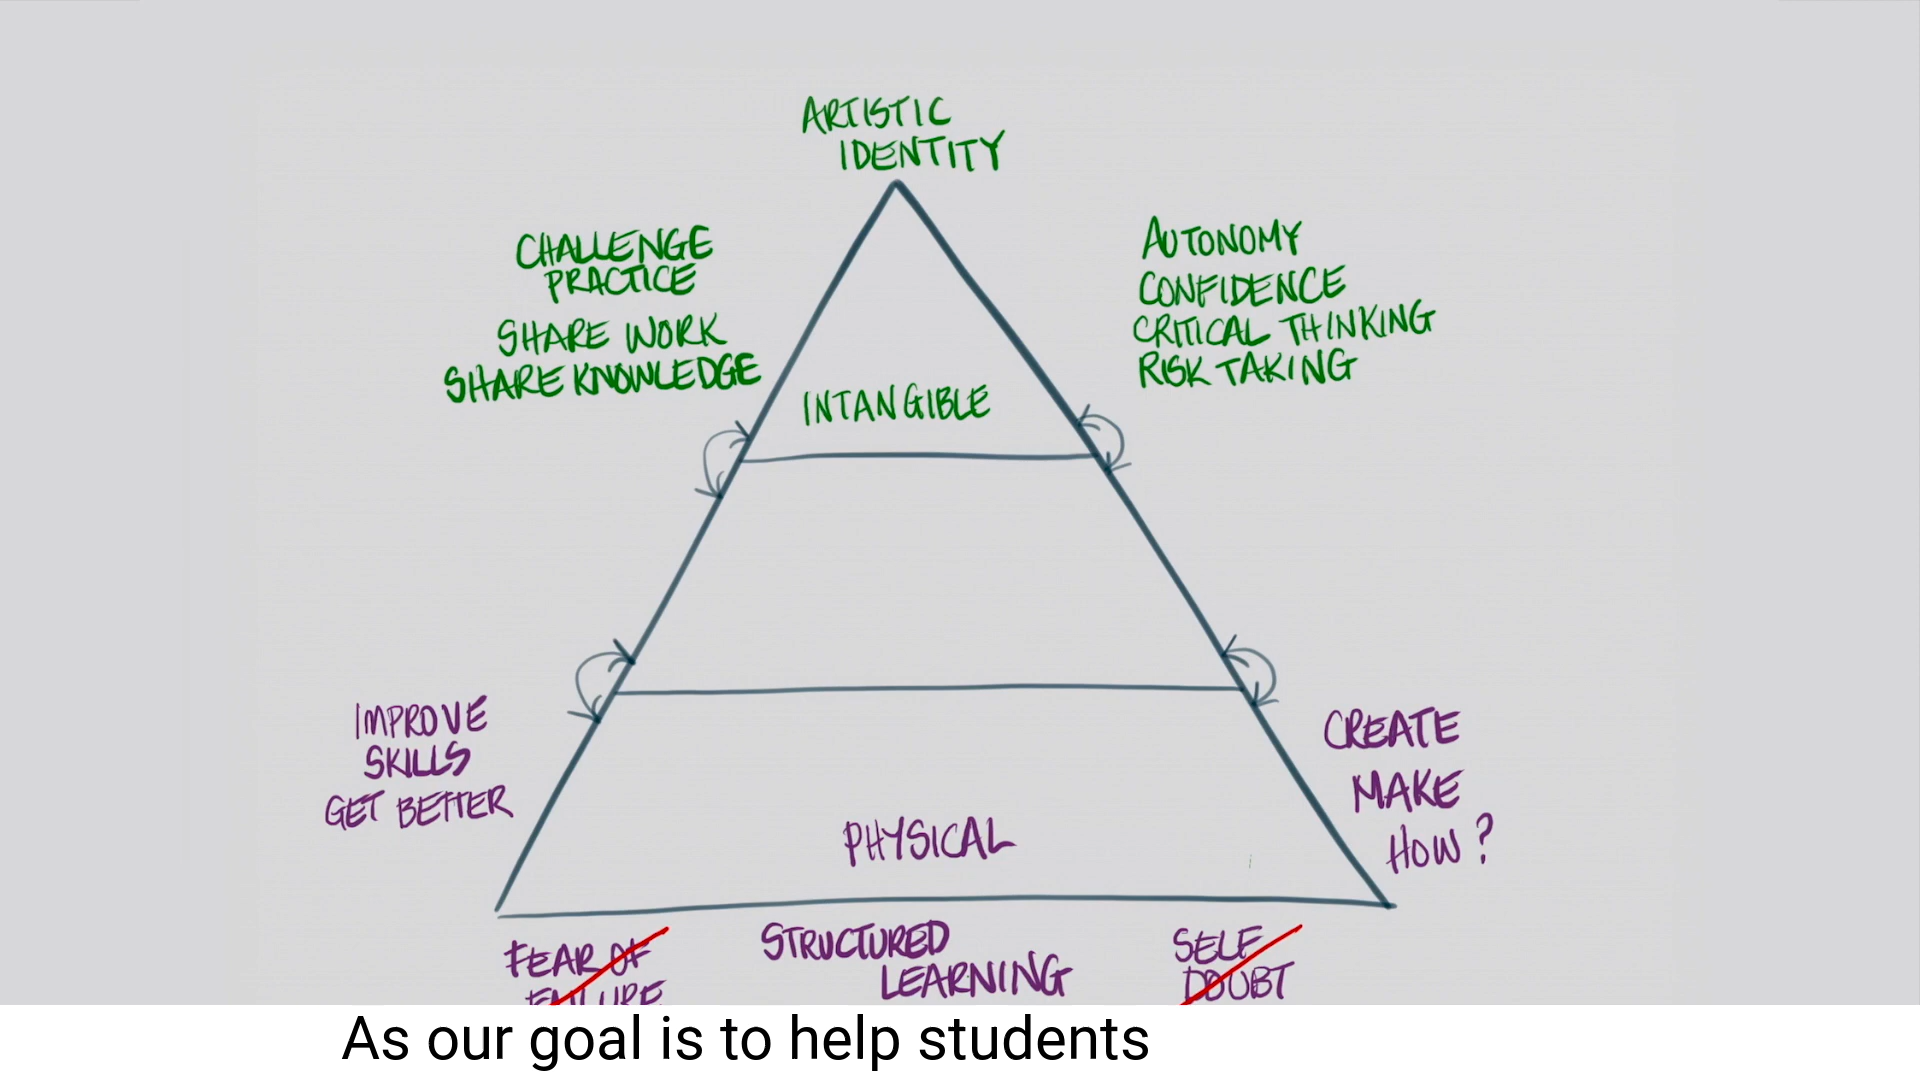 ARTISTIC
IDENTITY
CHALLENGE
PRACTICE
SHARE WORK
SHARE KNOWLEDGE
AUTONOMY
CONFIDENCE
CRITICAL THINKING
RISK TAKING
INTANGIBLE
IMPROVE
SKILLS
GET BETTER
CREATE
MAKE
HOW?
PHYSICAL
FEAR OF
FAILURE
STRUCTURED
LEARNING
SELF
DOUBT
As our goal is to help students